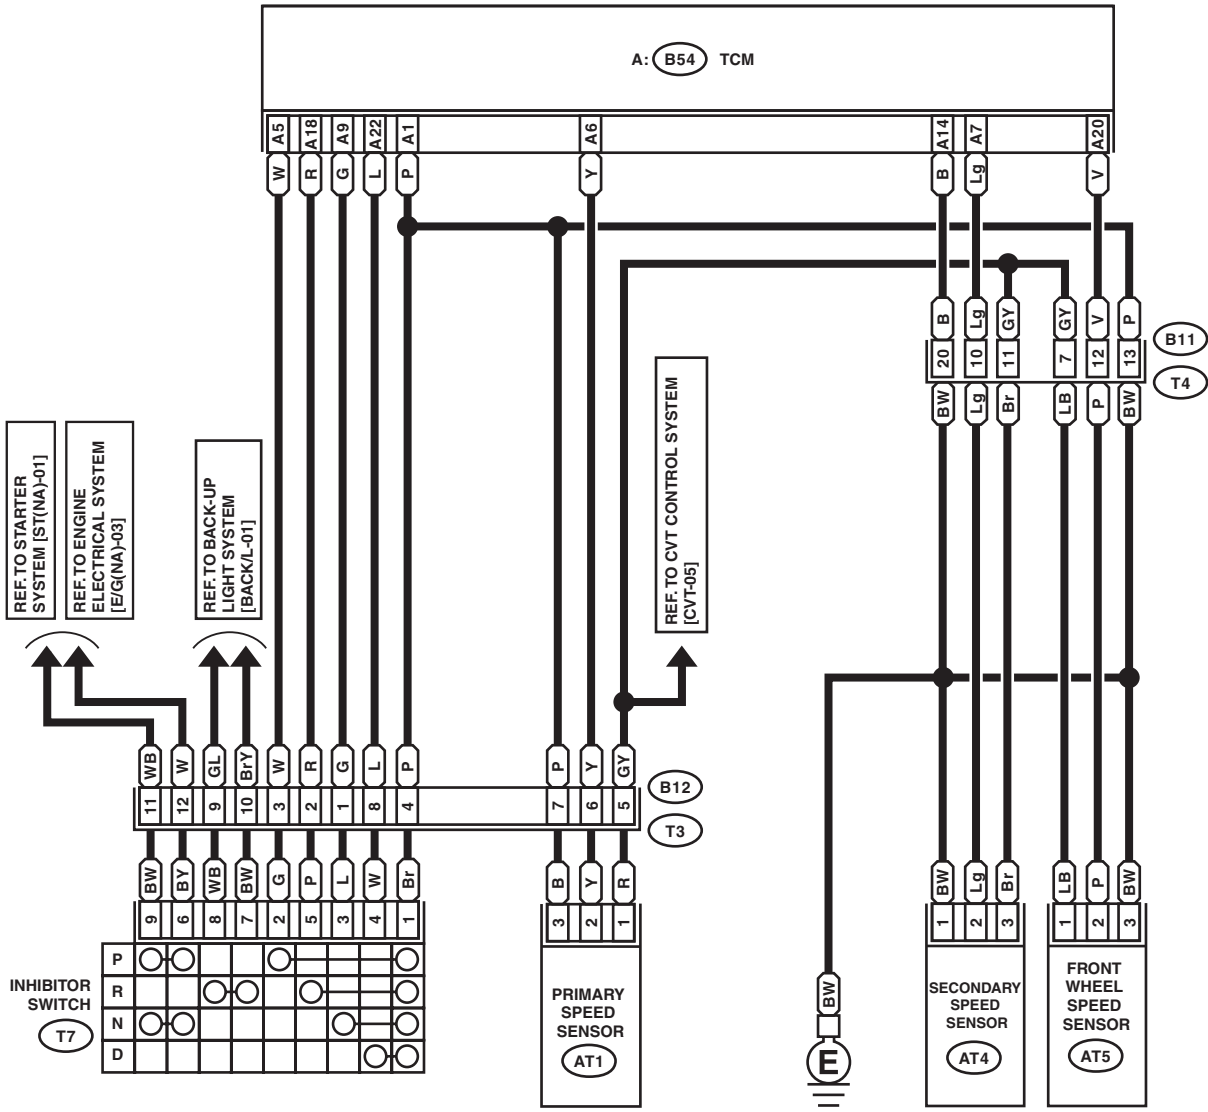 A: B54 TCM
A5 A18 A9 A22 A1 A6 A14 A7 A20
W R G L P Y B Lg V
B Lg GY GY V P
B11
20 10 11 7 12 13
T4
BW Lg Br LB P BW
REF. TO STARTER
SYSTEM [ST(NA)-01]
REF. TO ENGINE
ELECTRICAL SYSTEM
[E/G(NA)-03]
REF. TO BACK-UP
LIGHT SYSTEM
[BACK/L-01]
REF. TO CVT CONTROL SYSTEM
[CVT-05]
WB W GL BrY W R G L P P Y GY
B12
11 12 9 10 3 2 1 8 4 7 6 5
T3
BW BY WB BW G P L W Br B Y R BW Lg Br LB P BW
9 6 8 7 2 5 3 4 1 3 2 1 1 2 3 1 2 3
P
R
N
D
INHIBITOR
SWITCH
T7
PRIMARY
SPEED
SENSOR
AT1
BW
E
SECONDARY
SPEED
SENSOR
AT4
FRONT
WHEEL
SPEED
SENSOR
AT5